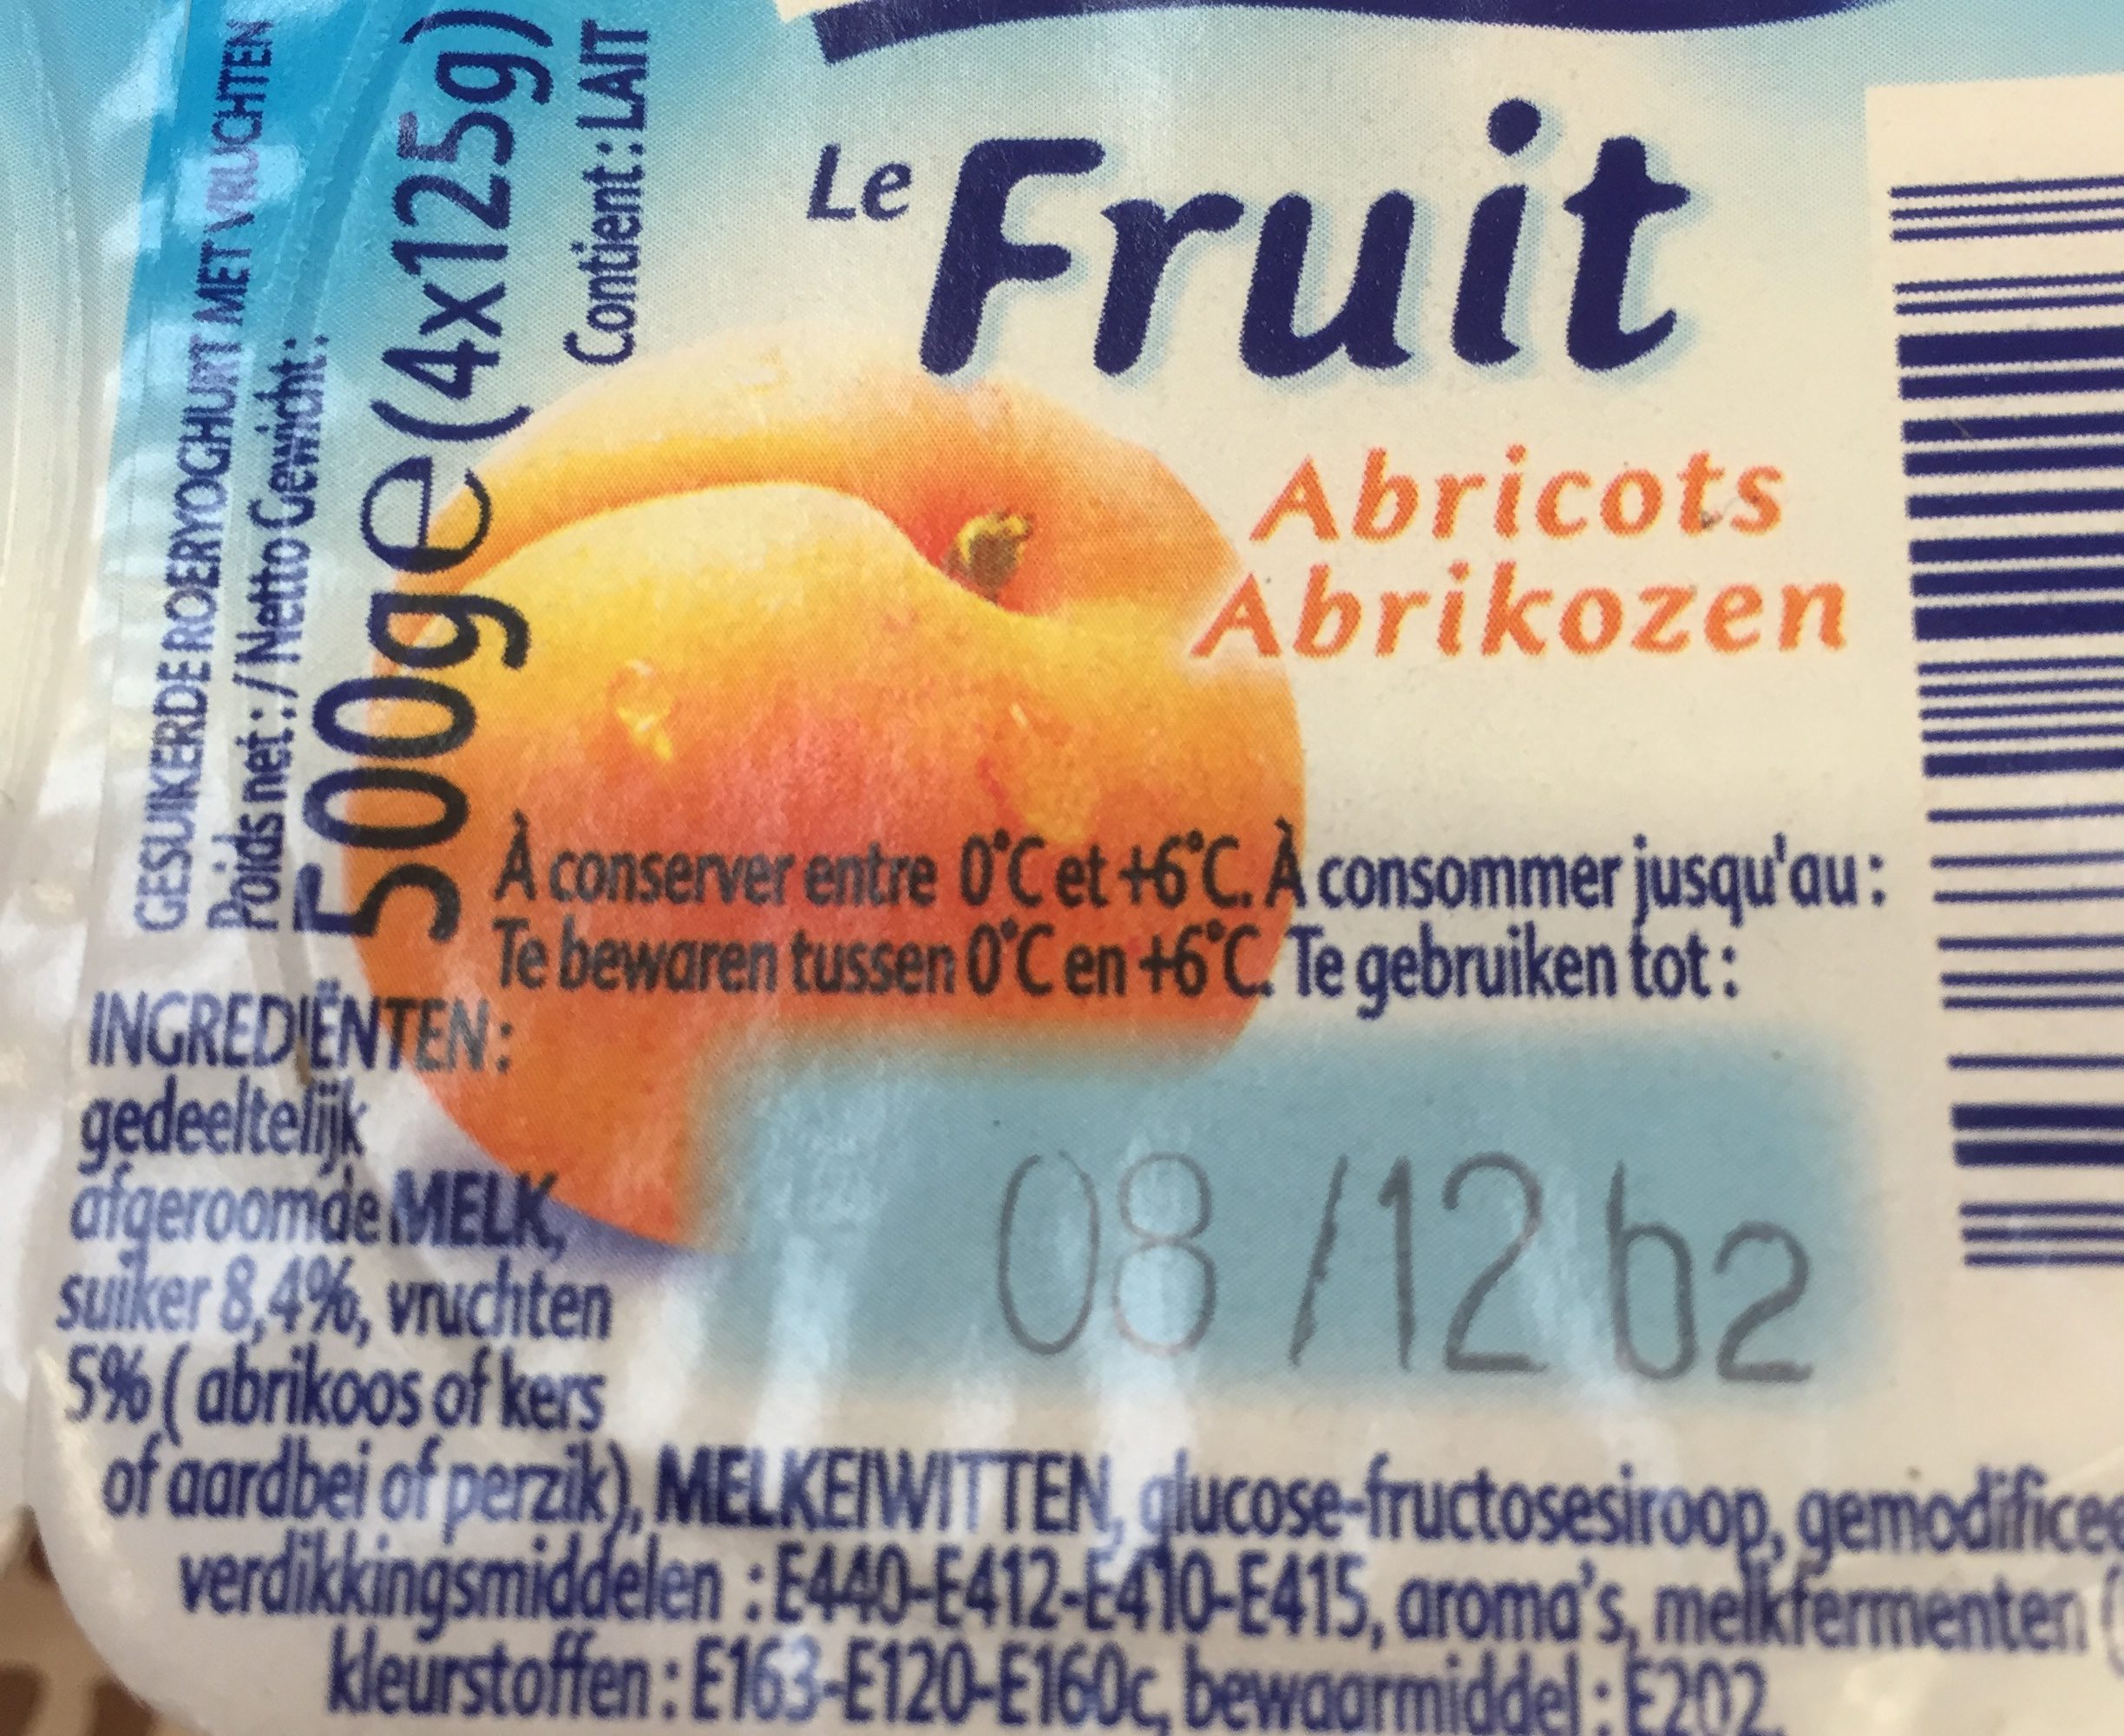 GESUIKERDE ROERYOGHURT MET VRUCHTEN
Poids net : / Netto Gewicht :
500g e (4x125g)
Contient : LAIT
Le Fruit
Abricots
Abrikozen
À conserver entre 0°C et +6°C. À consommer jusqu'au :
Te bewaren tussen 0°C en +6°C. Te gebruiken tot :
08 /12 b2
INGREDIËNTEN :
gedeeltelijk
afgeroomde MELK,
suiker 8,4%, vruchten
5% ( abrikoos of kers
of aardbei of perzik), MELKEIWITTEN, glucose-fructosesiroop,
verdikkingsmiddelen : E440-E412-E410-E415, aroma's, melkfermenten (
kleurstoffen : E163-E120-E160c, bewaarmiddel : E202.